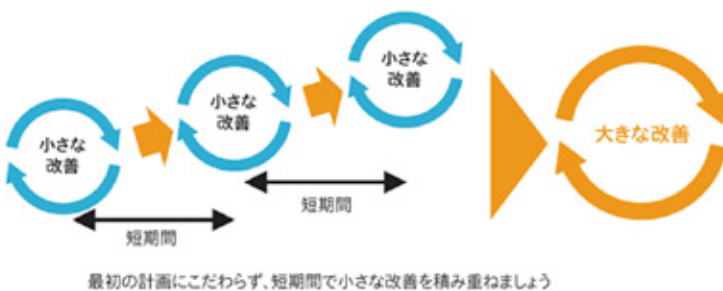 小さな
改善
小さな
改善
小さな
改善
大きな改善
短期間
短期間
最初の計画にこだわらず、短期間で小さな改善を積み重ねましょう